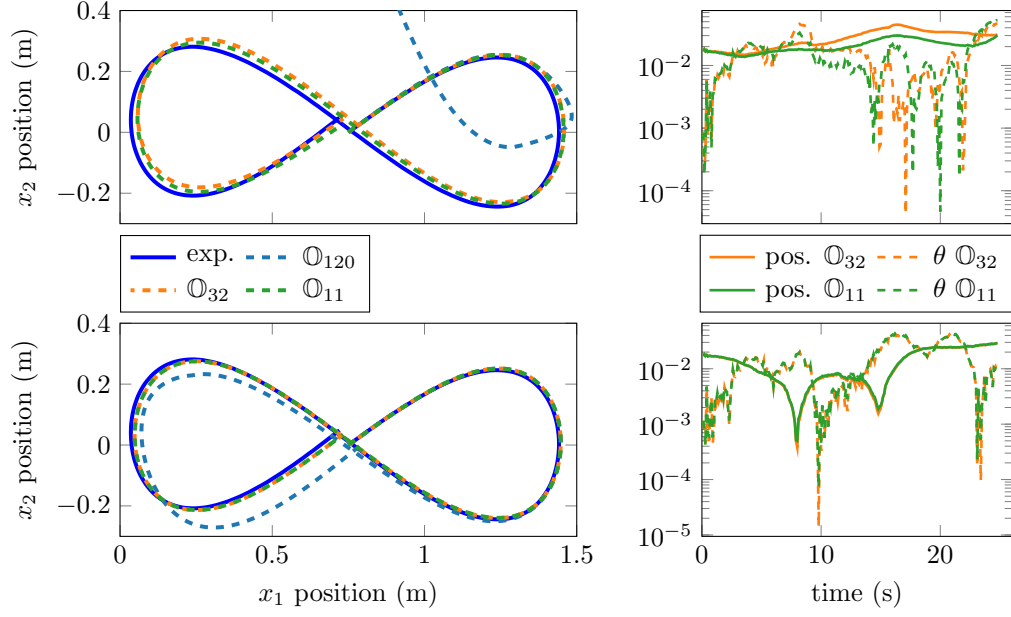 0.4
0.2
0
−0.2
x₂ position (m)
10⁻²
10⁻³
10⁻⁴
exp.
𝕆₁₂₀
𝕆₃₂
𝕆₁₁
pos. 𝕆₃₂
θ 𝕆₃₂
pos. 𝕆₁₁
θ 𝕆₁₁
0.4
0.2
0
−0.2
x₂ position (m)
0
0.5
1
1.5
x₁ position (m)
10⁻²
10⁻³
10⁻⁴
10⁻⁵
0
10
20
time (s)